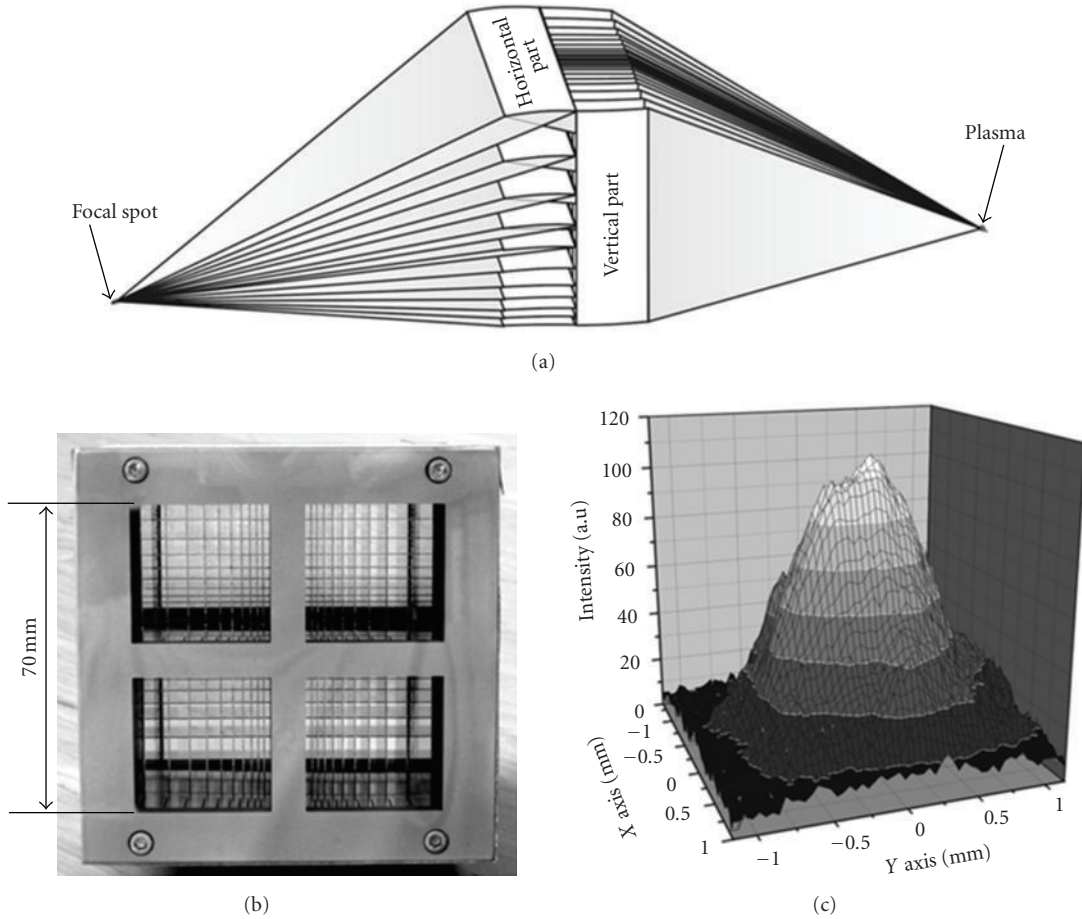 Horizontal
part
Plasma
Focal spot
Vertical part
(a)
70 mm
(b)
120
100
80
60
40
20
0
Intensity (a.u)
−1
−0.5
0
0.5
1
X axis (mm)
−1
−0.5
0
0.5
1
Y axis (mm)
(c)